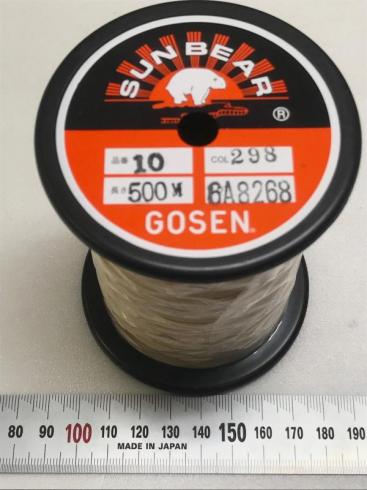 SUN BEAR
®
品番 10 COL 298
長さ 500M 6A8268
GOSEN
80 90 100 110 120 130 140 150 160 170 180 190
MADE IN JAPAN